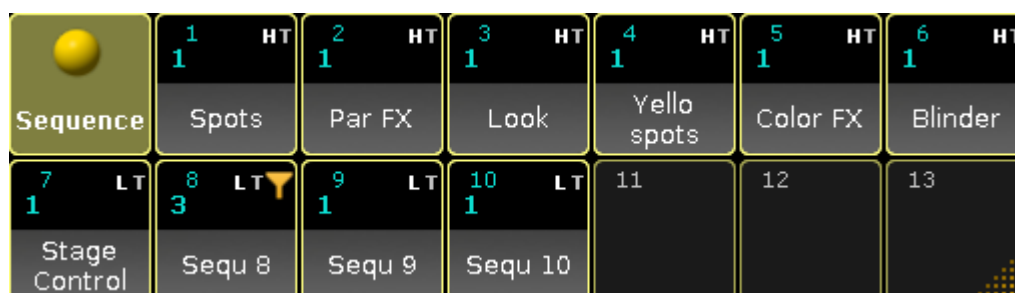 1 HT 2 HT 3 HT 4 HT 5 HT 6 HT
1 1 1 1 1 1
Sequence Spots Par FX Look Yello spots Color FX Blinder
7 LT 8 LT 9 LT 10 LT 11 12 13
1 3 1 1
Stage Control Sequ 8 Sequ 9 Sequ 10